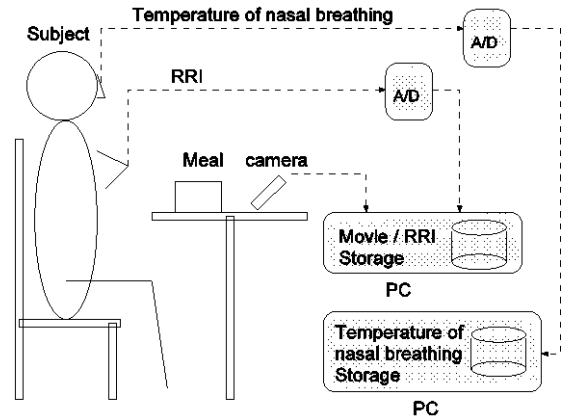 Temperature of nasal breathing
Subject
A/D
RRI
A/D
Meal camera
Movie / RRI
Storage
PC
Temperature of
nasal breathing
Storage
PC